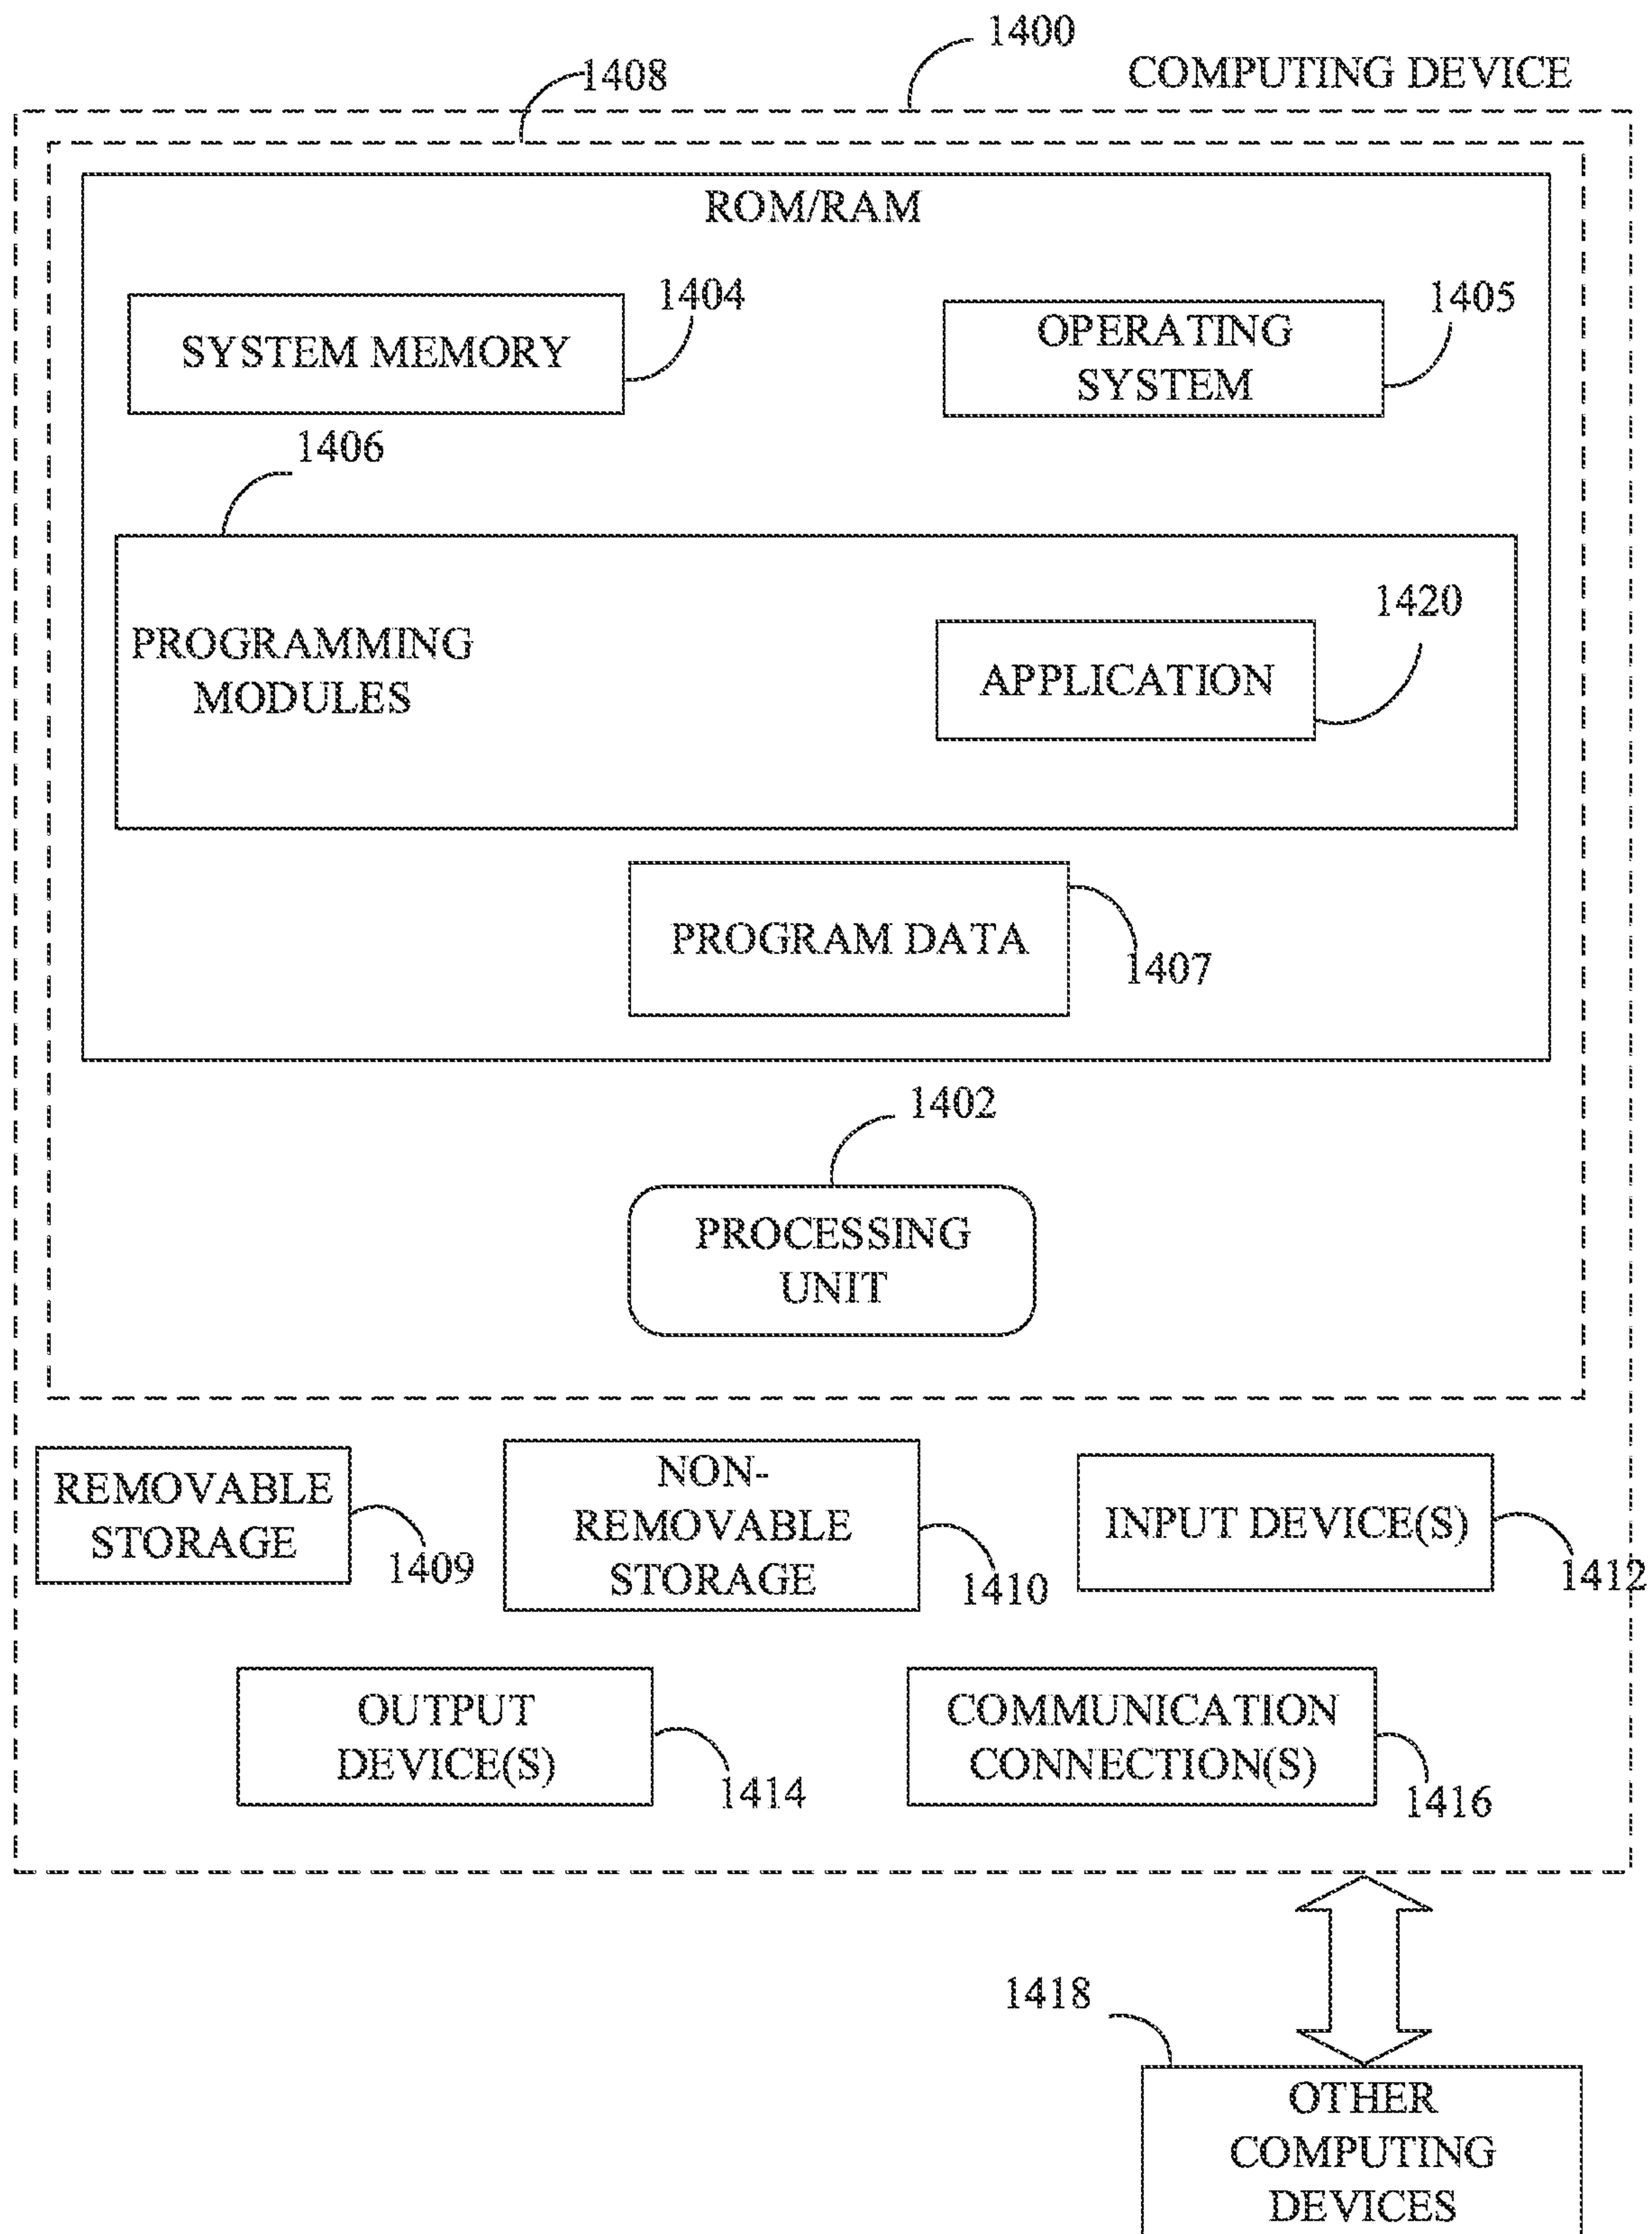 1400
COMPUTING DEVICE
1408
ROM/RAM
SYSTEM MEMORY
1404
OPERATING
SYSTEM
1405
1406
PROGRAMMING
MODULES
APPLICATION
1420
PROGRAM DATA
1407
1402
PROCESSING
UNIT
REMOVABLE
STORAGE
1409
NON-
REMOVABLE
STORAGE
1410
INPUT DEVICE(S)
1412
OUTPUT
DEVICE(S)
1414
COMMUNICATION
CONNECTION(S)
1416
1418
OTHER
COMPUTING
DEVICES